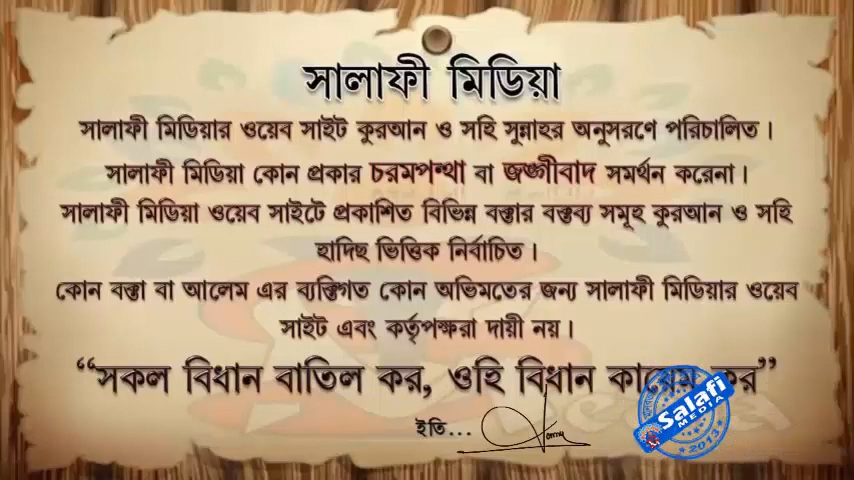 সালাফী মিডিয়া
সালাফী মিডিয়ার ওয়েব সাইট কুরআন ও সহি সুন্নাহর অনুসরণে পরিচালিত।
সালাফী মিডিয়া কোন প্রকার চরমপন্থা বা জঙ্গীবাদ সমর্থন করেনা।
সালাফী মিডিয়া ওয়েব সাইটে প্রকাশিত বিভিন্ন বক্তার বক্তব্য সমূহ কুরআন ও সহি
হাদিছ ভিত্তিক নির্বাচিত।
কোন বক্তা বা আলেম এর ব্যক্তিগত কোন অভিমতের জন্য সালাফী মিডিয়ার ওয়েব
সাইট এবং কর্তৃপক্ষরা দায়ী নয়।
“সকল বিধান বাতিল কর, ওহি বিধান কায়েম কর”
ইতি...
Salafi
MEDIA
2013